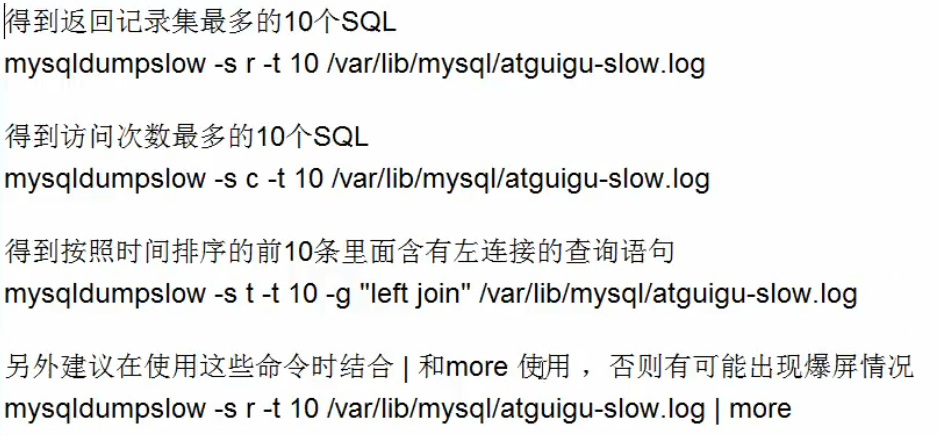 得到返回记录集最多的10个SQL
mysqldumpslow -s r -t 10 /var/lib/mysql/atguigu-slow.log
得到访问次数最多的10个SQL
mysqldumpslow -s c -t 10 /var/lib/mysql/atguigu-slow.log
得到按照时间排序的前10条里面含有左连接的查询语句
mysqldumpslow -s t -t 10 -g "left join" /var/lib/mysql/atguigu-slow.log
另外建议在使用这些命令时结合 | 和more 使用 ，否则有可能出现爆屏情况
mysqldumpslow -s r -t 10 /var/lib/mysql/atguigu-slow.log | more